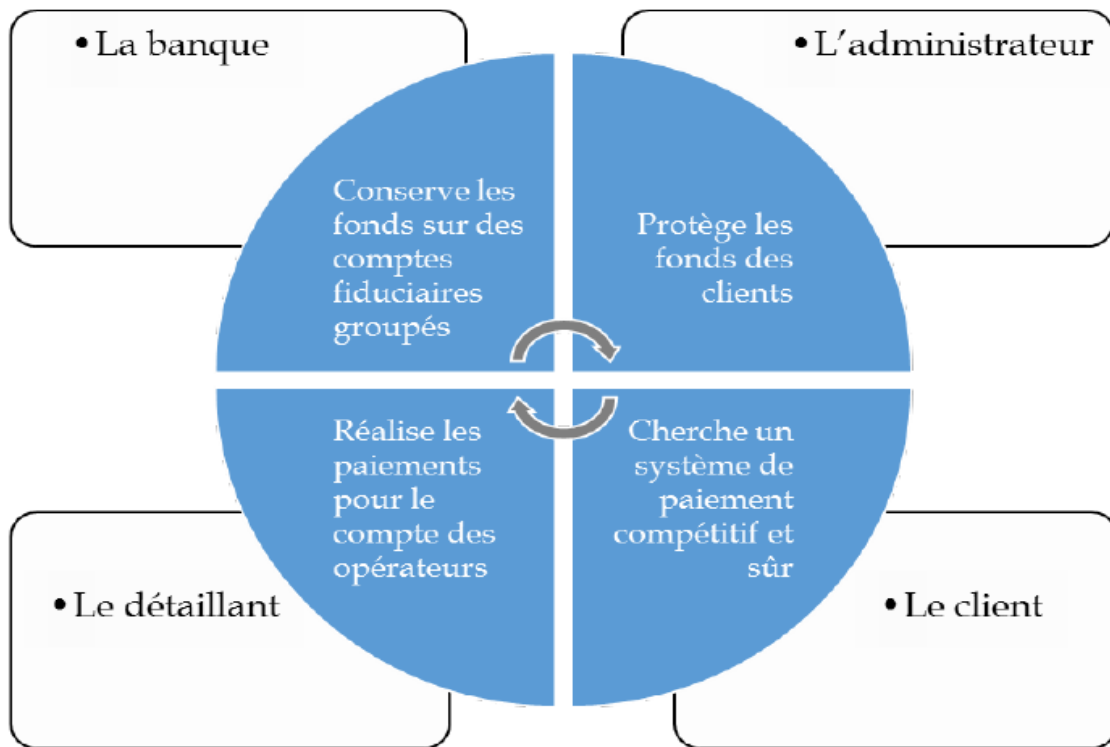 • La banque
• L’administrateur
Conserve les
fonds sur des
comptes
fiduciaires
groupés
Protège les
fonds des
clients
Réalise les
paiements
pour le
compte des
opérateurs
Cherche un
système de
paiement
compétitif et
sûr
• Le détaillant
• Le client